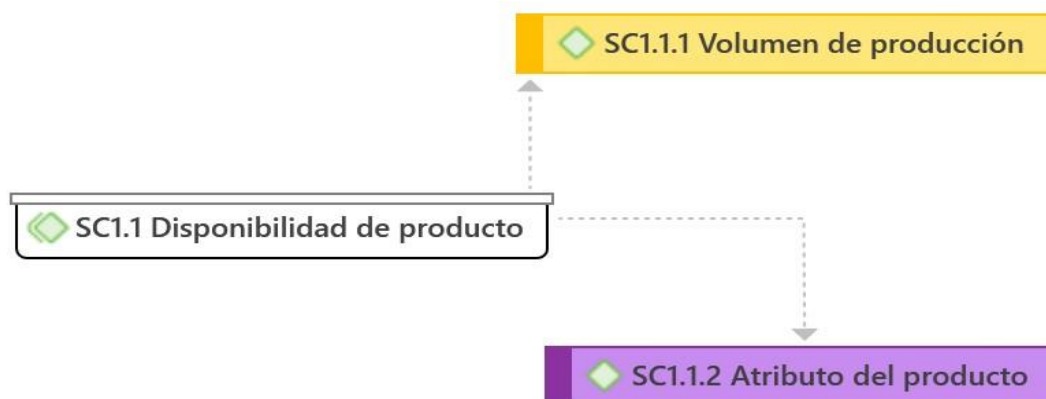 SC1.1.1 Volumen de producción
SC1.1 Disponibilidad de producto
SC1.1.2 Atributo del producto